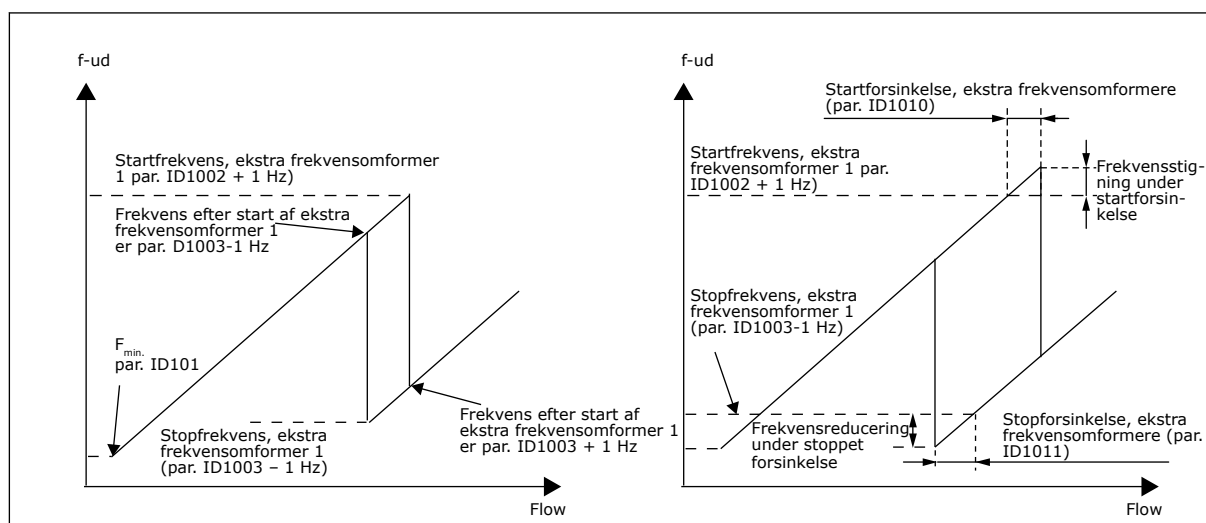 f-ud
Startfrekvens, ekstra frekvensomformer
1 par. ID1002 + 1 Hz)
Frekvens efter start af ekstra
frekvensomformer 1
er par. D1003-1 Hz
Fmin.
par. ID101
Stopfrekvens, ekstra
frekvensomformer 1
(par. ID1003 – 1 Hz)
Frekvens efter start af
ekstra frekvensomformer 1
er par. ID1003 + 1 Hz
Flow
f-ud
Startforsinkelse, ekstra frekvensomformere
(par. ID1010)
Startfrekvens, ekstra
frekvensomformer 1 par.
ID1002 + 1 Hz)
Frekvensstig-
ning under
startforsin-
kelse
Stopfrekvens, ekstra
frekvensomformer 1
(par. ID1003-1 Hz)
Frekvensreducering
under stoppet
forsinkelse
Stopforsinkelse, ekstra
frekvensomformere (par.
ID1011)
Flow